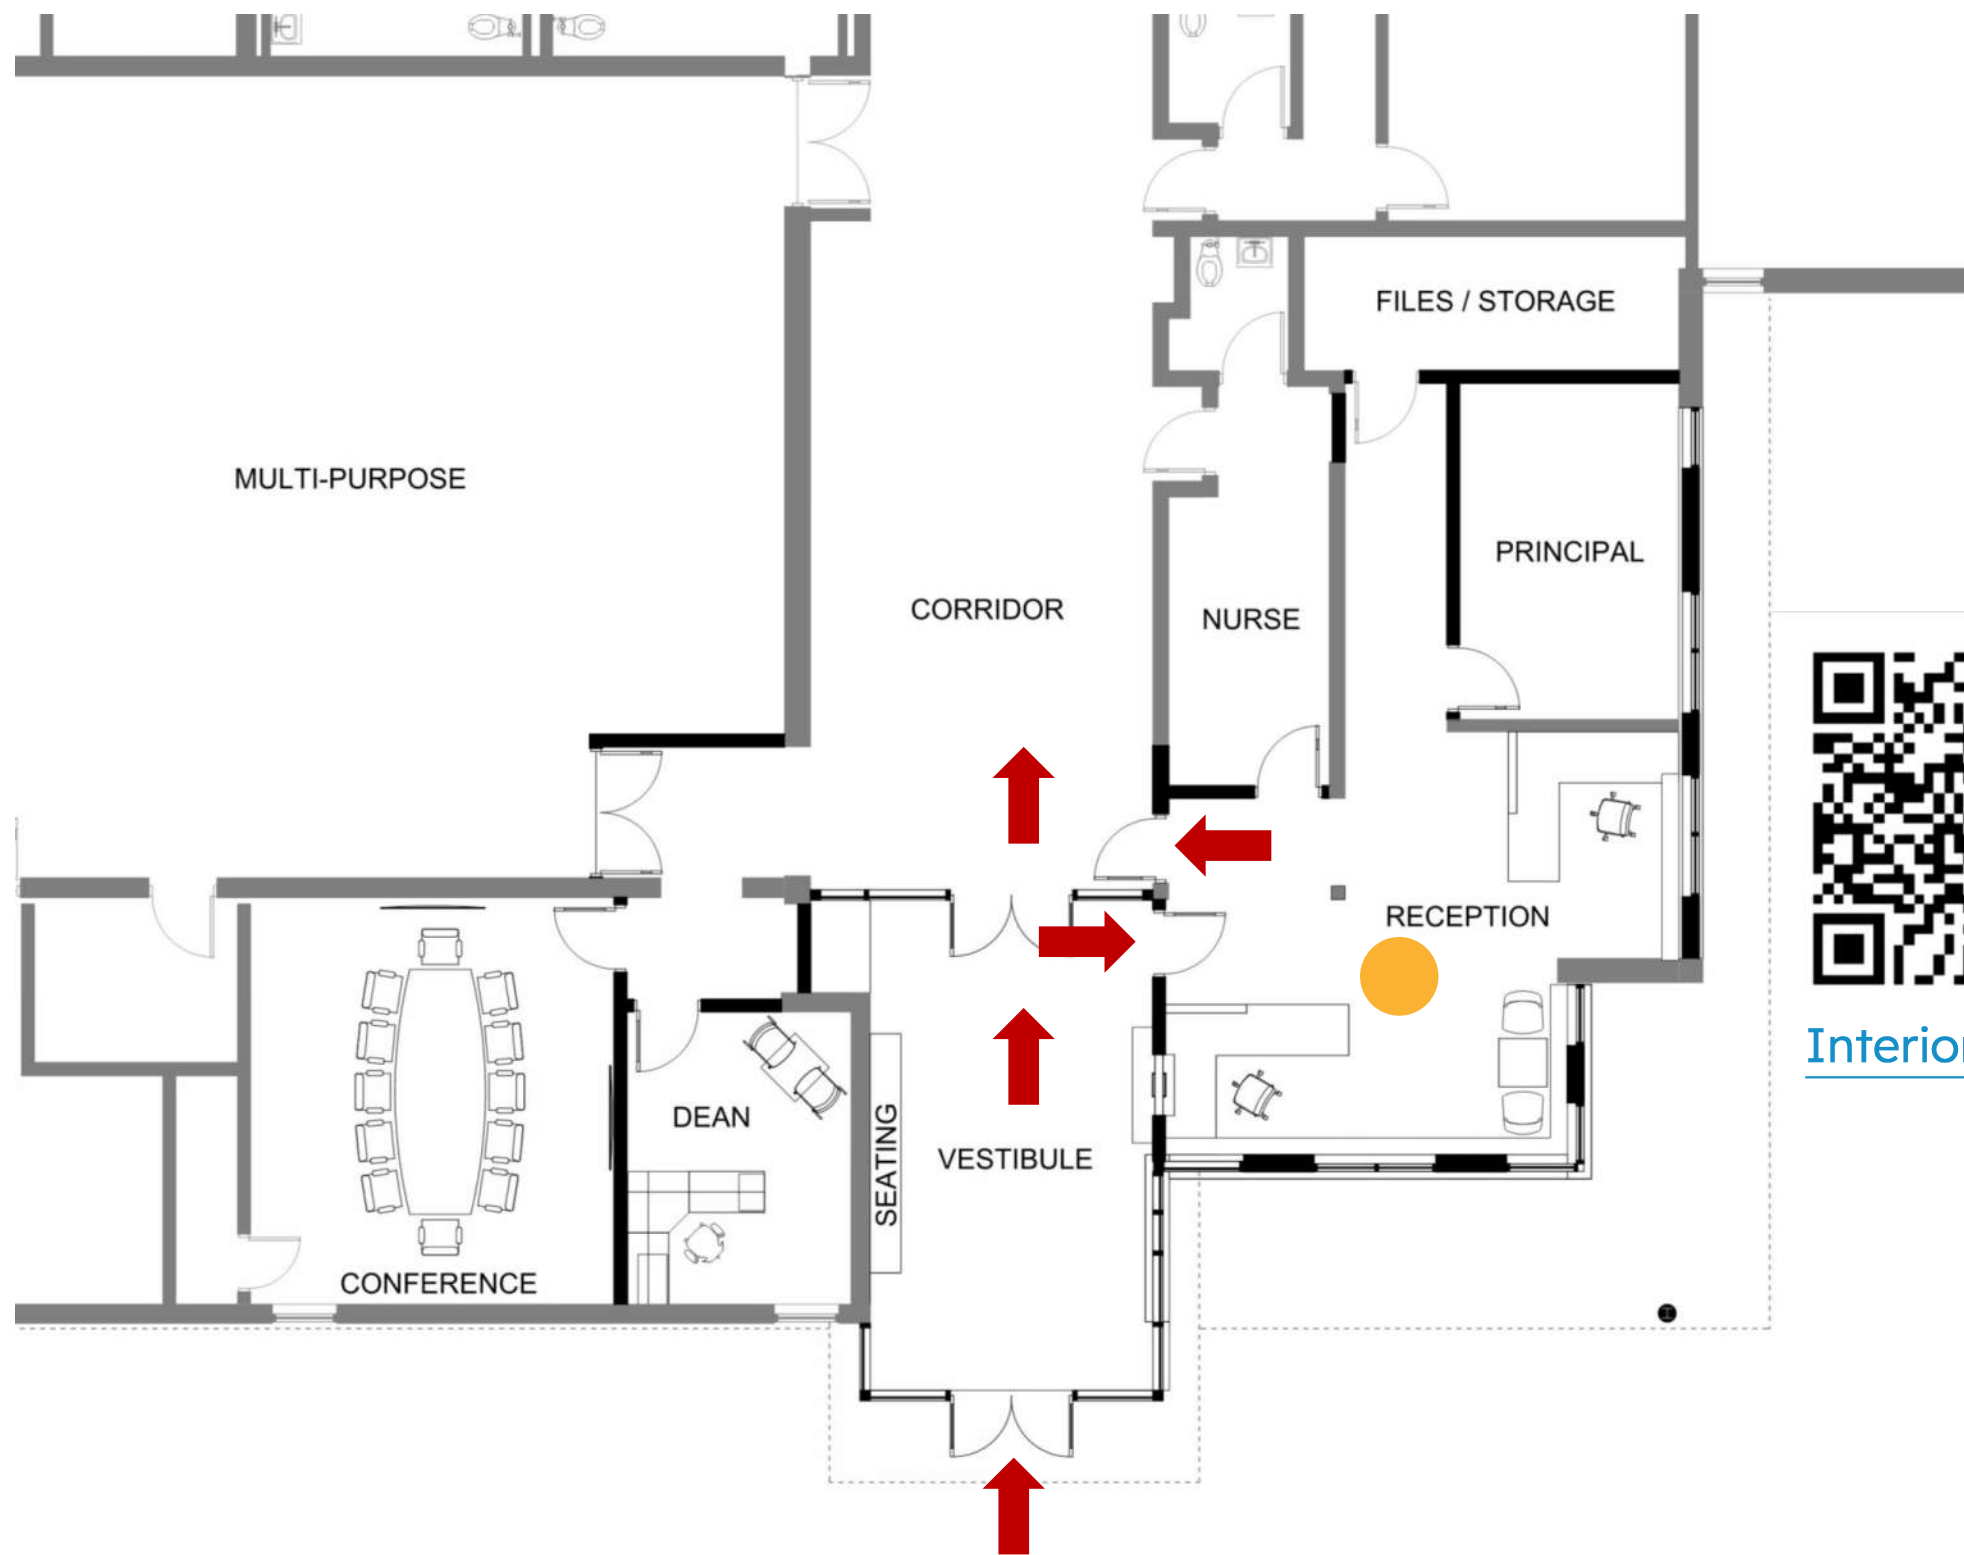 FILES / STORAGE
MULTI-PURPOSE
PRINCIPAL
CORRIDOR
NURSE
RECEPTION
DEAN
SEATING
VESTIBULE
CONFERENCE
Interior